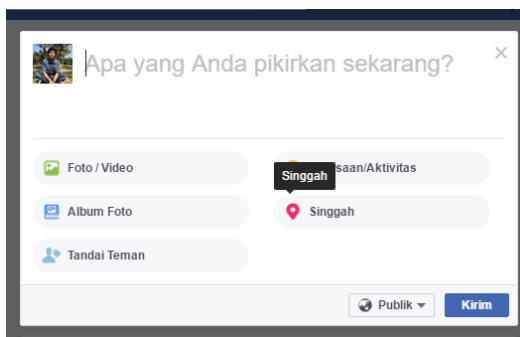 Apa yang Anda pikirkan sekarang?
Foto / Video
saan/Aktivitas
Singgah
Album Foto
Singgah
Tandai Teman
Publik
Kirim